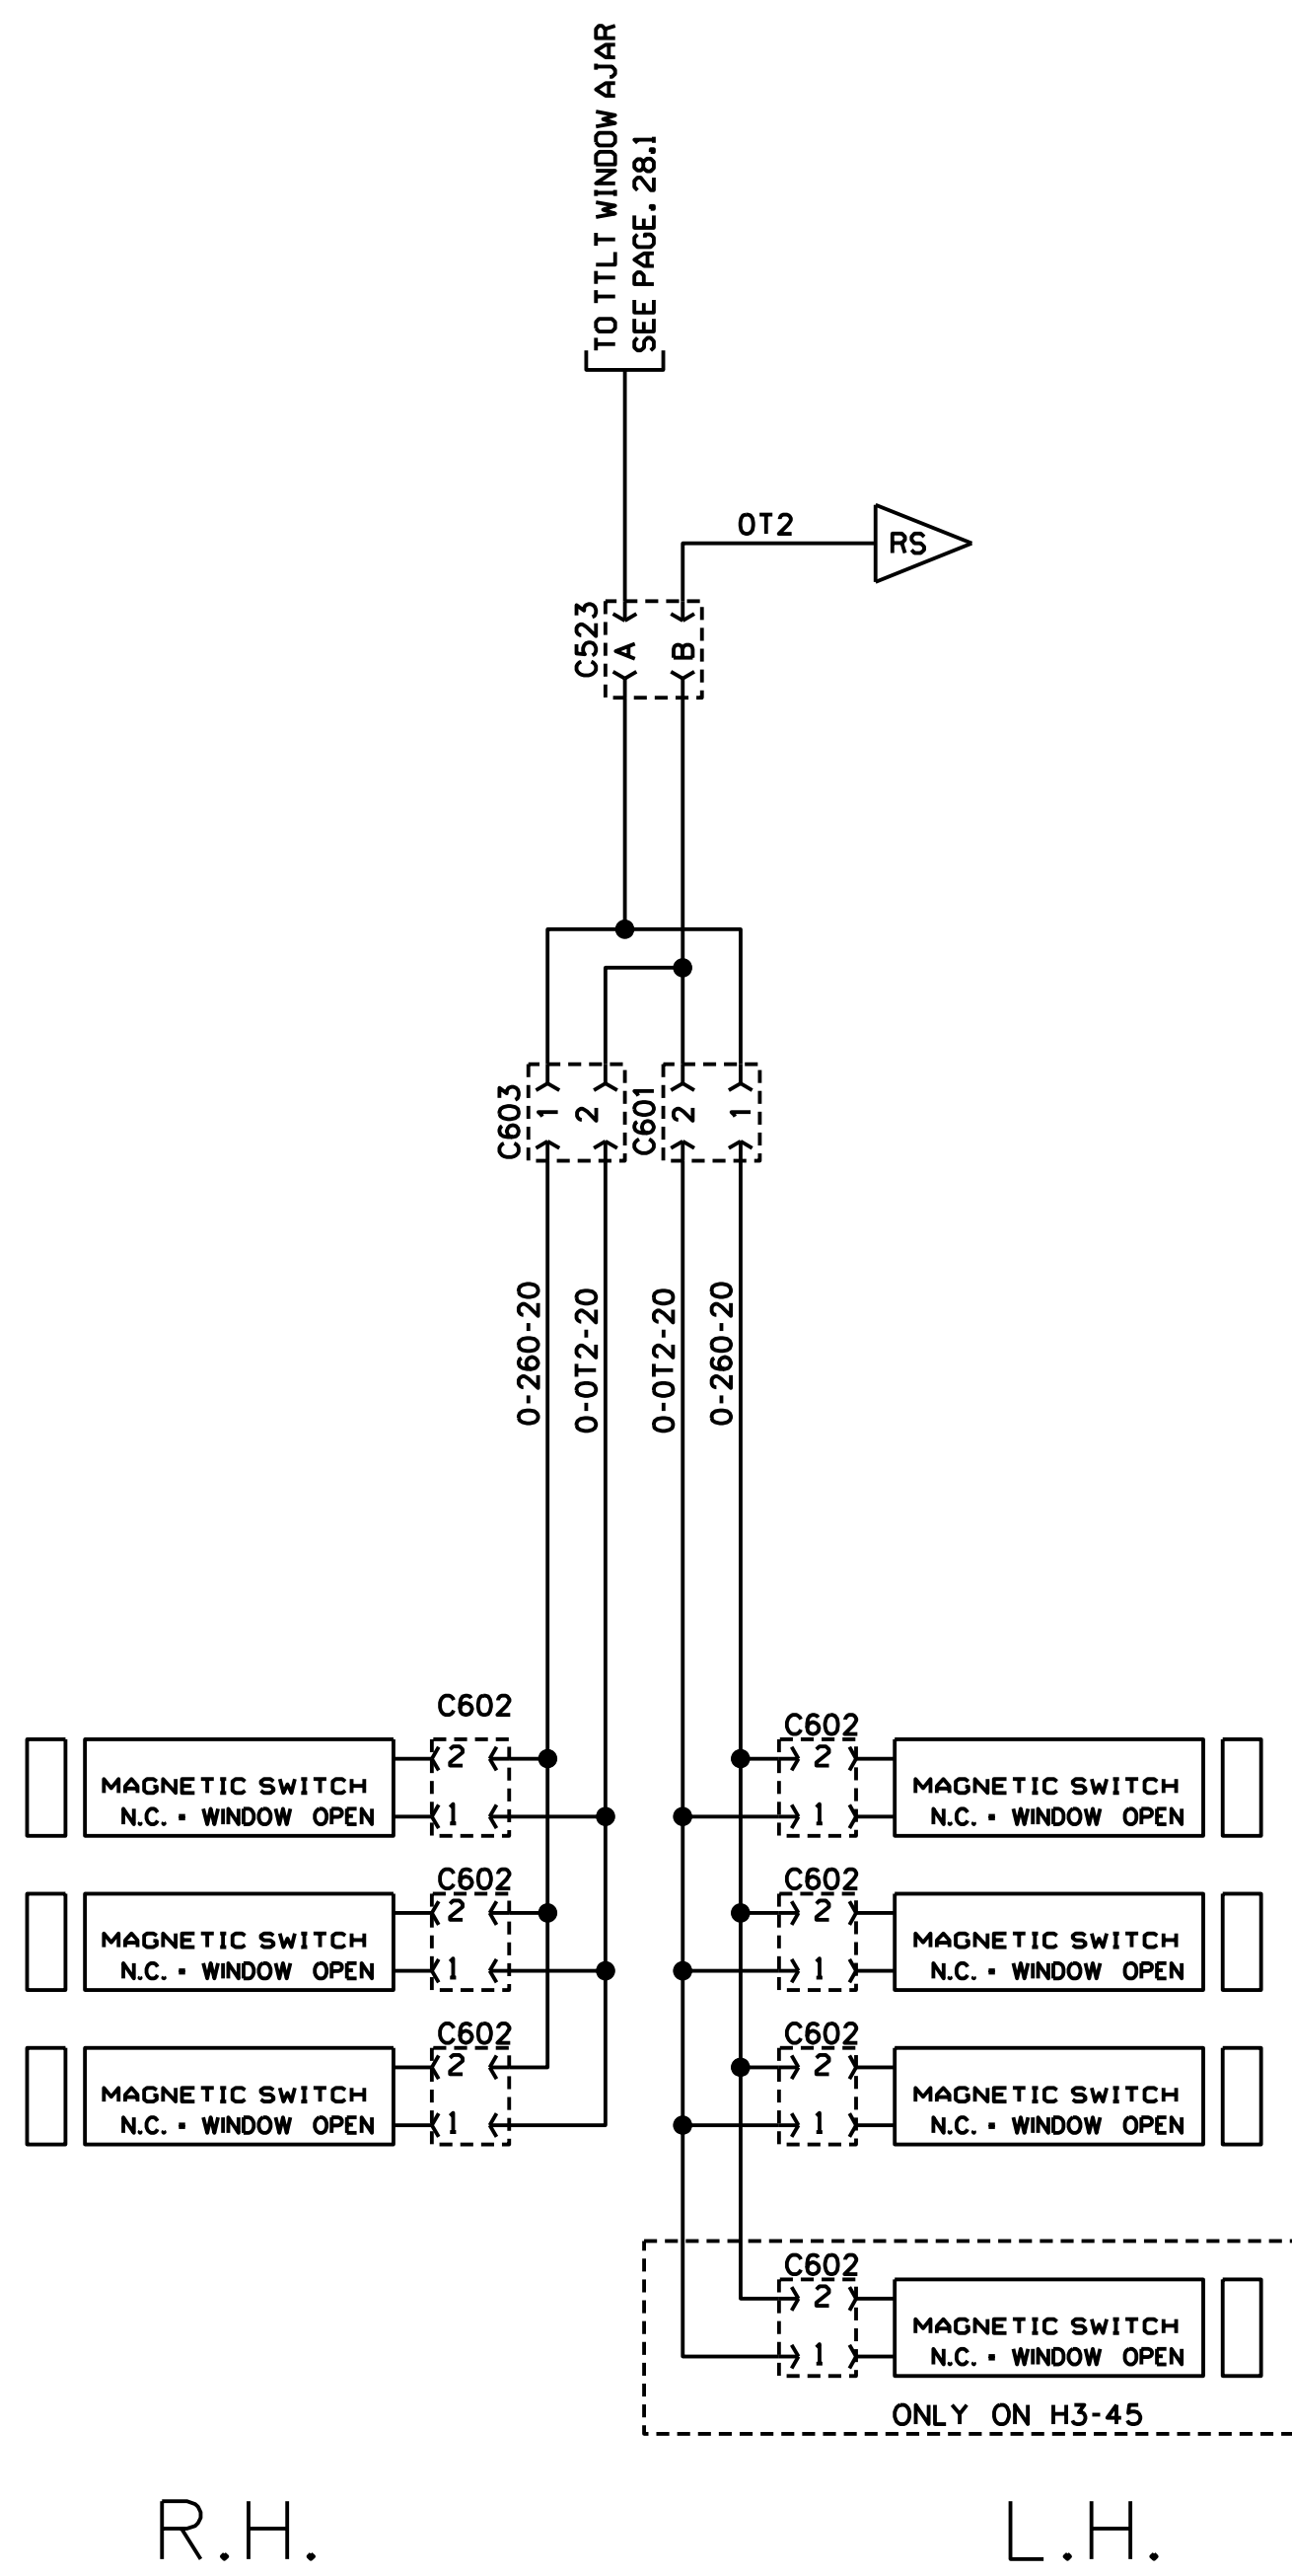 TO TTLT WINDOW AJAR
SEE PAGE. 28.1
OT2
RS
C523
A
B
C603
1
2
C601
2
1
0-260-20
0-OT2-20
0-OT2-20
0-260-20
C602
2
1
MAGNETIC SWITCH
N.C. = WINDOW OPEN
C602
2
1
MAGNETIC SWITCH
N.C. = WINDOW OPEN
C602
2
1
MAGNETIC SWITCH
N.C. = WINDOW OPEN
C602
2
1
MAGNETIC SWITCH
N.C. = WINDOW OPEN
C602
2
1
MAGNETIC SWITCH
N.C. = WINDOW OPEN
C602
2
1
MAGNETIC SWITCH
N.C. = WINDOW OPEN
C602
2
1
MAGNETIC SWITCH
N.C. = WINDOW OPEN
ONLY ON H3-45
R.H.
L.H.